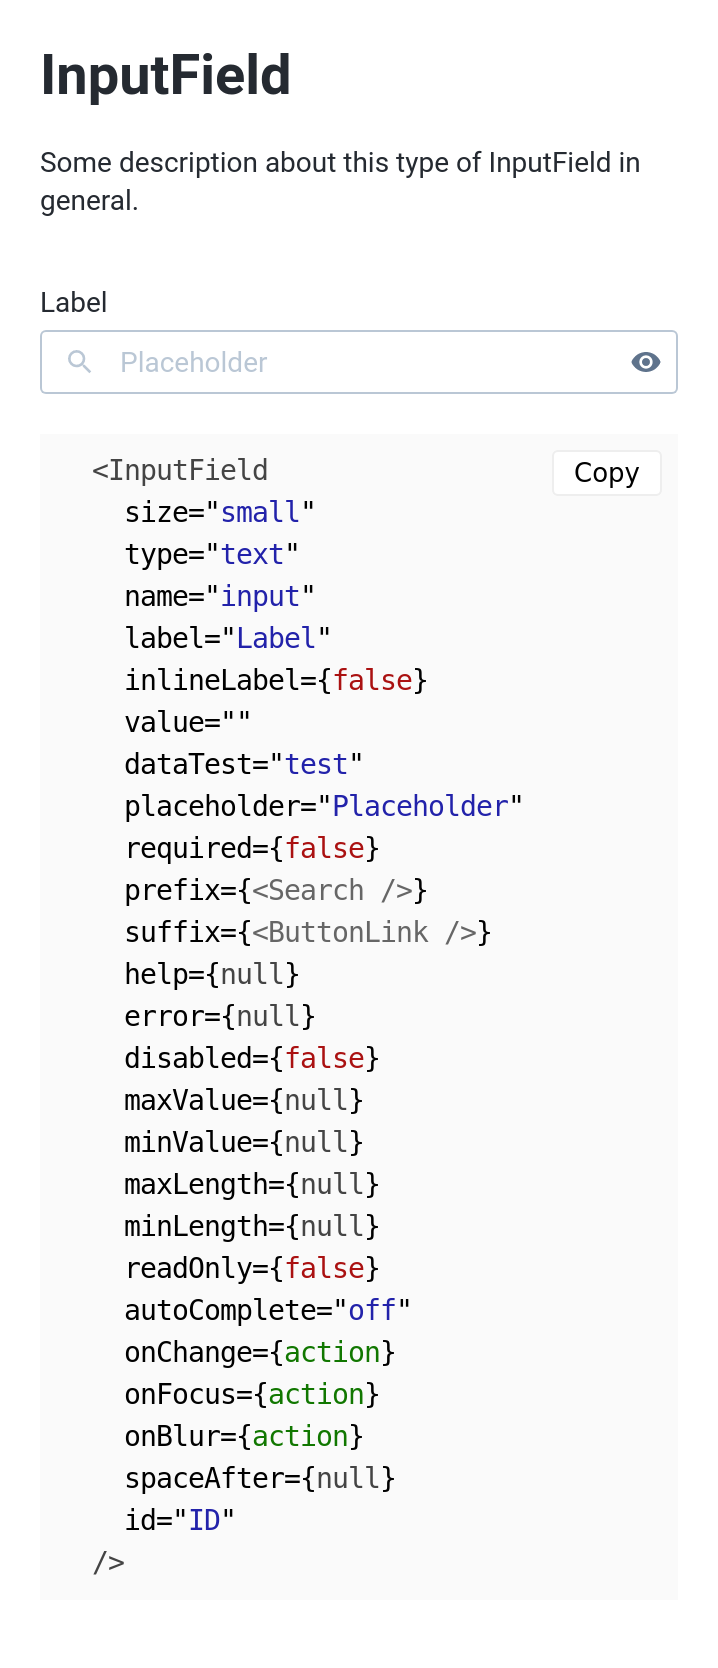 InputField
Some description about this type of InputField in
general.
Label
Placeholder
Copy
<InputField
  size="small"
  type="text"
  name="input"
  label="Label"
  inlineLabel={false}
  value=""
  dataTest="test"
  placeholder="Placeholder"
  required={false}
  prefix={<Search />}
  suffix={<ButtonLink />}
  help={null}
  error={null}
  disabled={false}
  maxValue={null}
  minValue={null}
  maxLength={null}
  minLength={null}
  readOnly={false}
  autoComplete="off"
  onChange={action}
  onFocus={action}
  onBlur={action}
  spaceAfter={null}
  id="ID"
/>